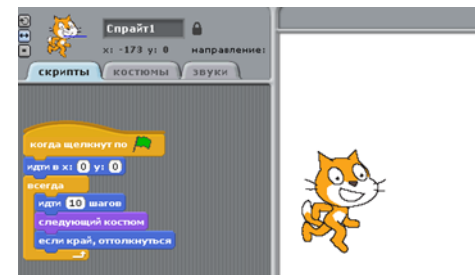 Спрайт1
x: -173 y: 0 направление:
скрипты костюмы звуки
когда щелкнут по
идти в x: 0 y: 0
всегда
идти 10 шагов
следующий костюм
если край, оттолкнуться